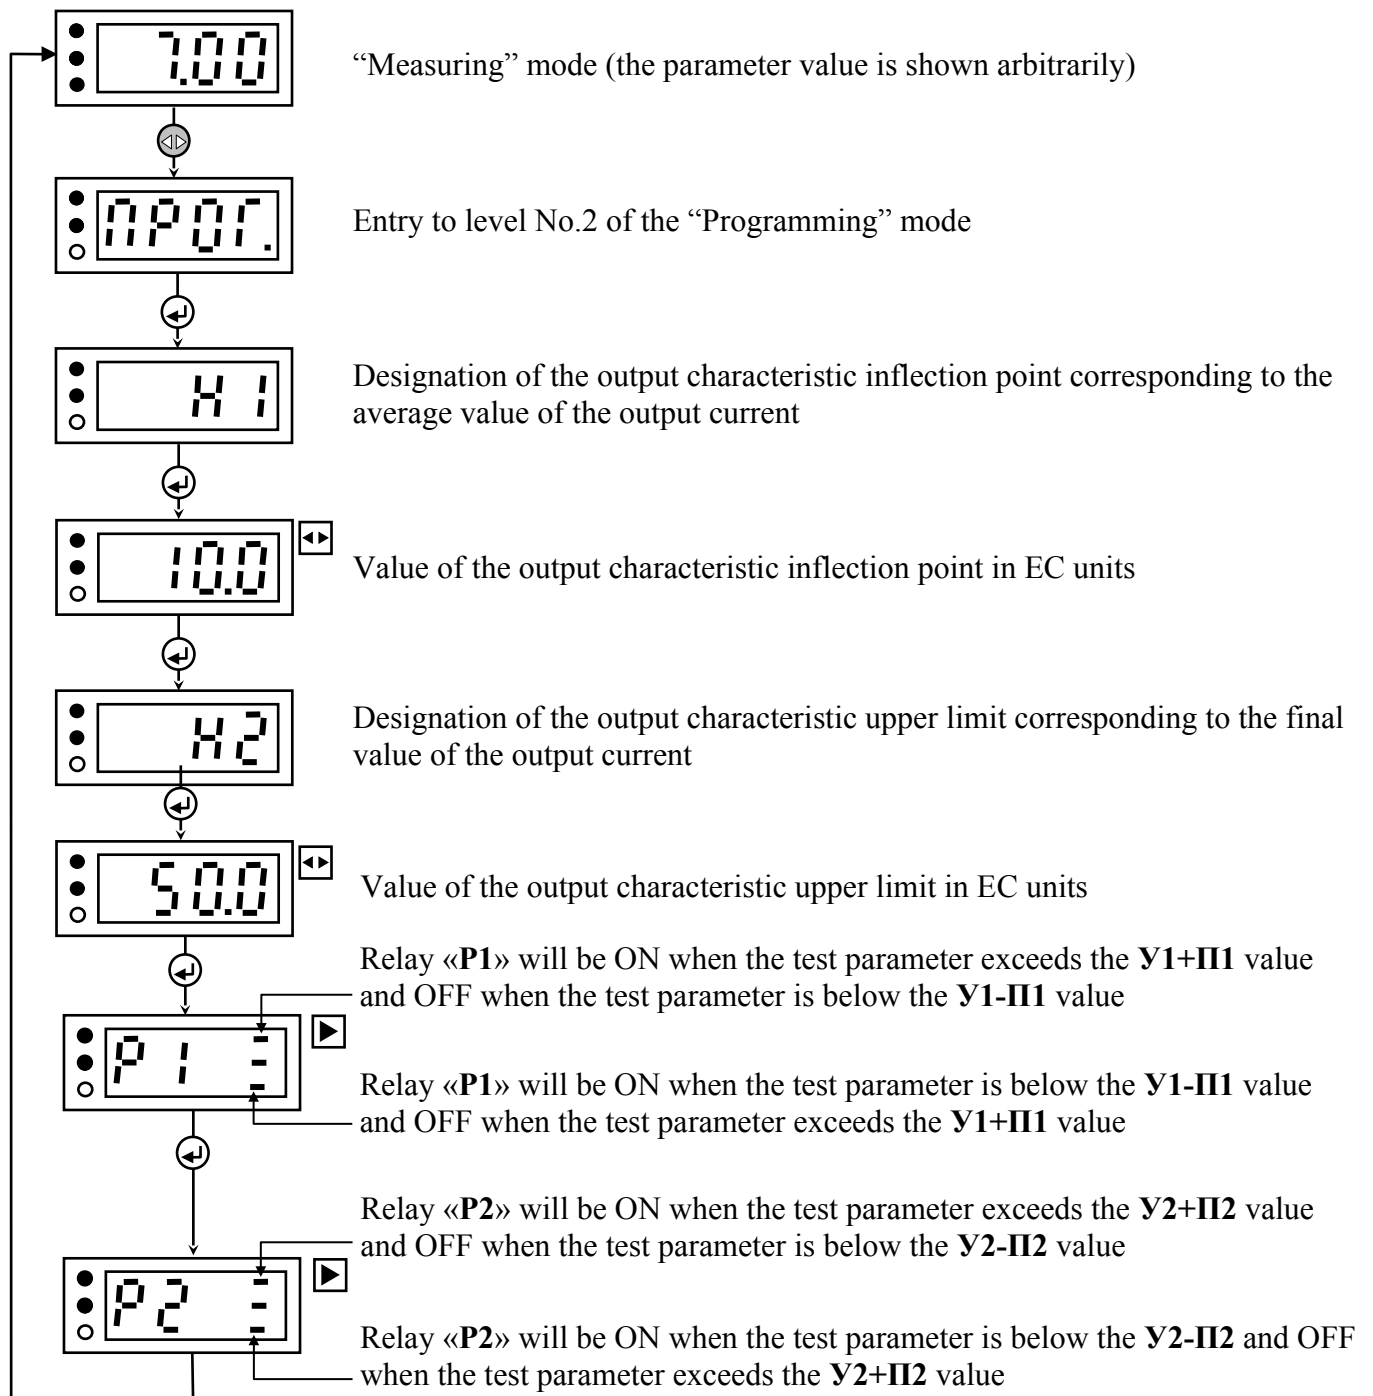 7.00
“Measuring” mode (the parameter value is shown arbitrarily)
ПРОГ.
Entry to level No.2 of the “Programming” mode
H 1
Designation of the output characteristic inflection point corresponding to the
average value of the output current
10.0
Value of the output characteristic inflection point in EC units
H2
Designation of the output characteristic upper limit corresponding to the final
value of the output current
50.0
Value of the output characteristic upper limit in EC units
Relay «P1» will be ON when the test parameter exceeds the У1+П1 value
and OFF when the test parameter is below the У1-П1 value
P 1
Relay «P1» will be ON when the test parameter is below the У1-П1 value
and OFF when the test parameter exceeds the У1+П1 value
Relay «P2» will be ON when the test parameter exceeds the У2+П2 value
and OFF when the test parameter is below the У2-П2 value
P2
Relay «P2» will be ON when the test parameter is below the У2-П2 and OFF
when the test parameter exceeds the У2+П2 value